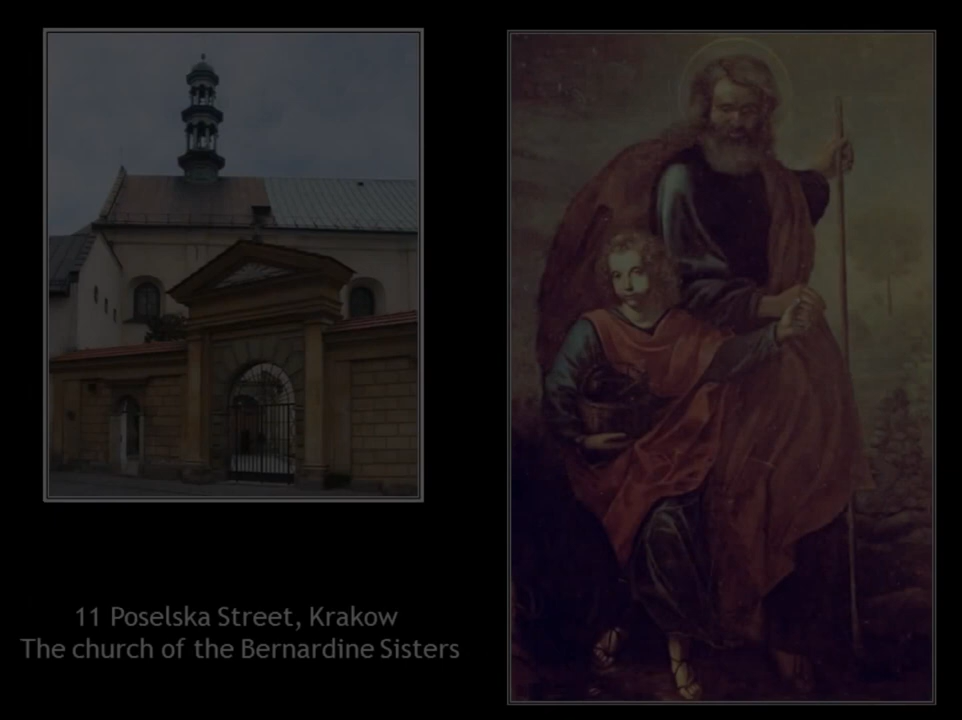 11 Poselska Street, Krakow
The church of the Bernardine Sisters